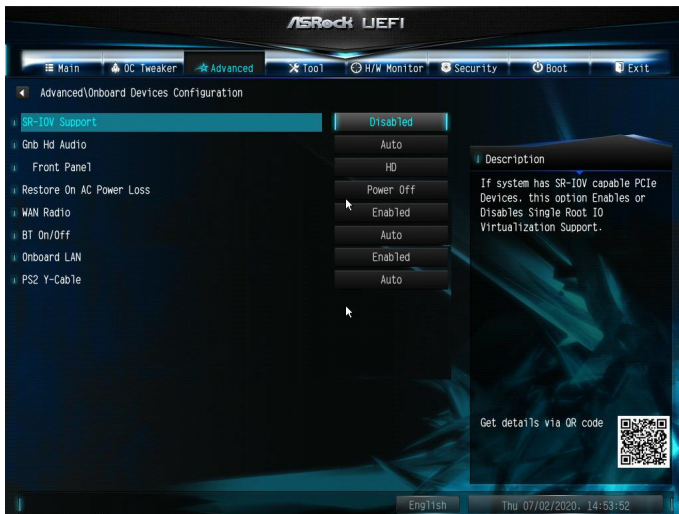 ASRock UEFI
Main OC Tweaker Advanced Tool H/W Monitor Security Boot Exit
Advanced\Onboard Devices Configuration
SR-IOV Support Disabled
Gnb Hd Audio Auto
Front Panel HD
Restore On AC Power Loss Power Off
WAN Radio Enabled
BT On/Off Auto
Onboard LAN Enabled
PS2 Y-Cable Auto
Description
If system has SR-IOV capable PCIe
Devices. this option Enables or
Disables Single Root IO
Virtualization Support.
Get details via QR code
English Thu 07/02/2020. 14:53:52